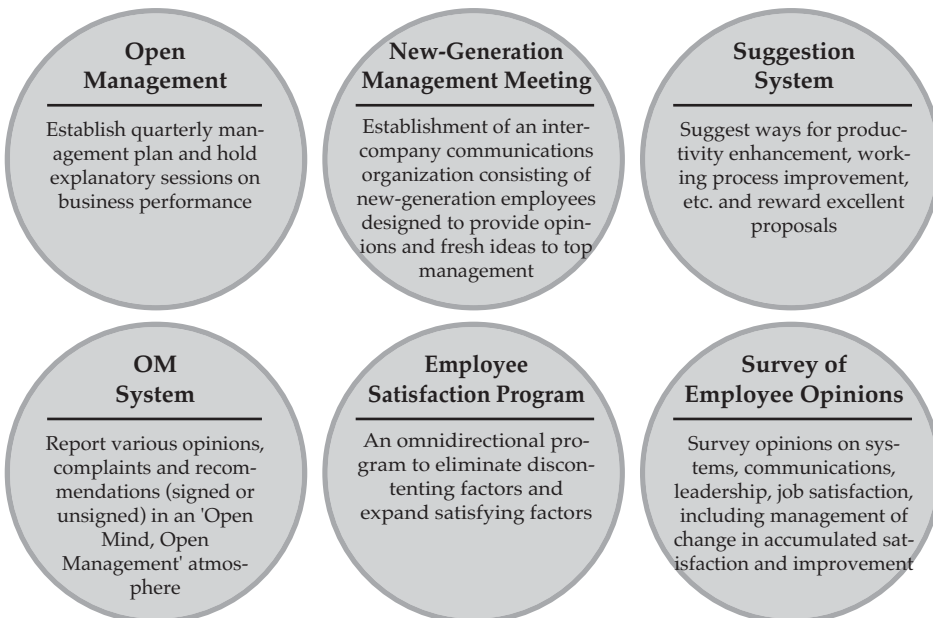 Open
Management
Establish quarterly man-
agement plan and hold
explanatory sessions on
business performance
New-Generation
Management Meeting
Establishment of an inter-
company communications
organization consisting of
new-generation employees
designed to provide opin-
ions and fresh ideas to top
management
Suggestion
System
Suggest ways for produc-
tivity enhancement, work-
ing process improvement,
etc. and reward excellent
proposals
OM
System
Report various opinions,
complaints and recom-
mendations (signed or
unsigned) in an 'Open
Mind, Open
Management' atmos-
phere
Employee
Satisfaction Program
An omnidirectional pro-
gram to eliminate discon-
tenting factors and
expand satisfying factors
Survey of
Employee Opinions
Survey opinions on sys-
tems, communications,
leadership, job satisfaction,
including management of
change in accumulated sat-
isfaction and improvement